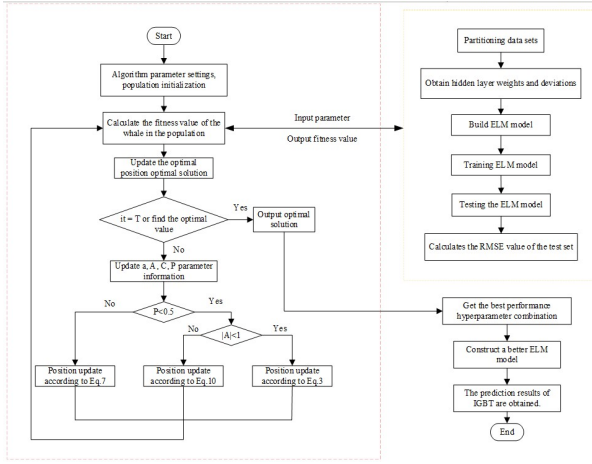 Start
Algorithm parameter settings,
population initialization
Calculate the fitness value of the
whale in the population
Update the optimal
position optimal solution
it = T or find the optimal
value
Yes
Output optimal
solution
No
Update a, A, C, P parameter
information
No
P<0.5
Yes
No
|A|<1
Yes
Position update
according to Eq.7
Position update
according to Eq.10
Position update
according to Eq.3
Input parameter
Output fitness value
Partitioning data sets
Obtain hidden layer weights and deviations
Build ELM model
Training ELM model
Testing the ELM model
Calculates the RMSE value of the test set
Get the best performance
hyperparameter combination
Construct a better ELM
model
The prediction results of
IGBT are obtained.
End